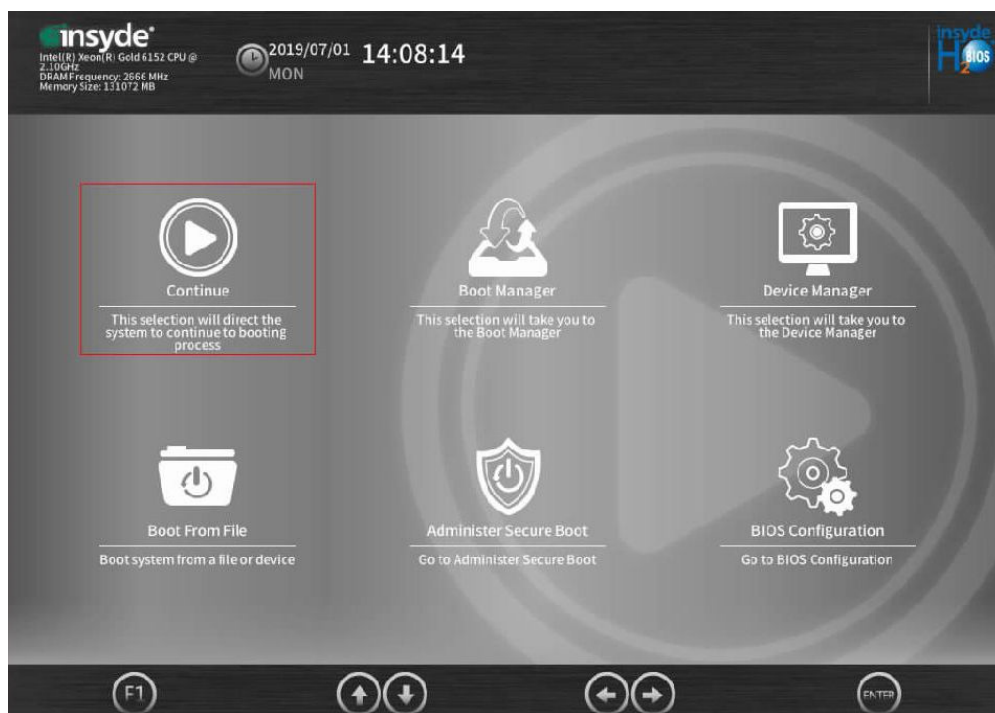 insyde®
Intel(R) Xeon(R) Gold 6152 CPU @
2.10GHz
DRAM Frequency: 2666 MHz
Memory Size: 131072 MB
2019/07/01 14:08:14
MON
insyde
H2O BIOS
Continue
This selection will direct the
system to continue to booting
process
Boot Manager
This selection will take you to
the Boot Manager
Device Manager
This selection will take you to
the Device Manager
Boot From File
Boot system from a file or device
Administer Secure Boot
Go to Administer Secure Boot
BIOS Configuration
Go to BIOS Configuration
F1
ENTER